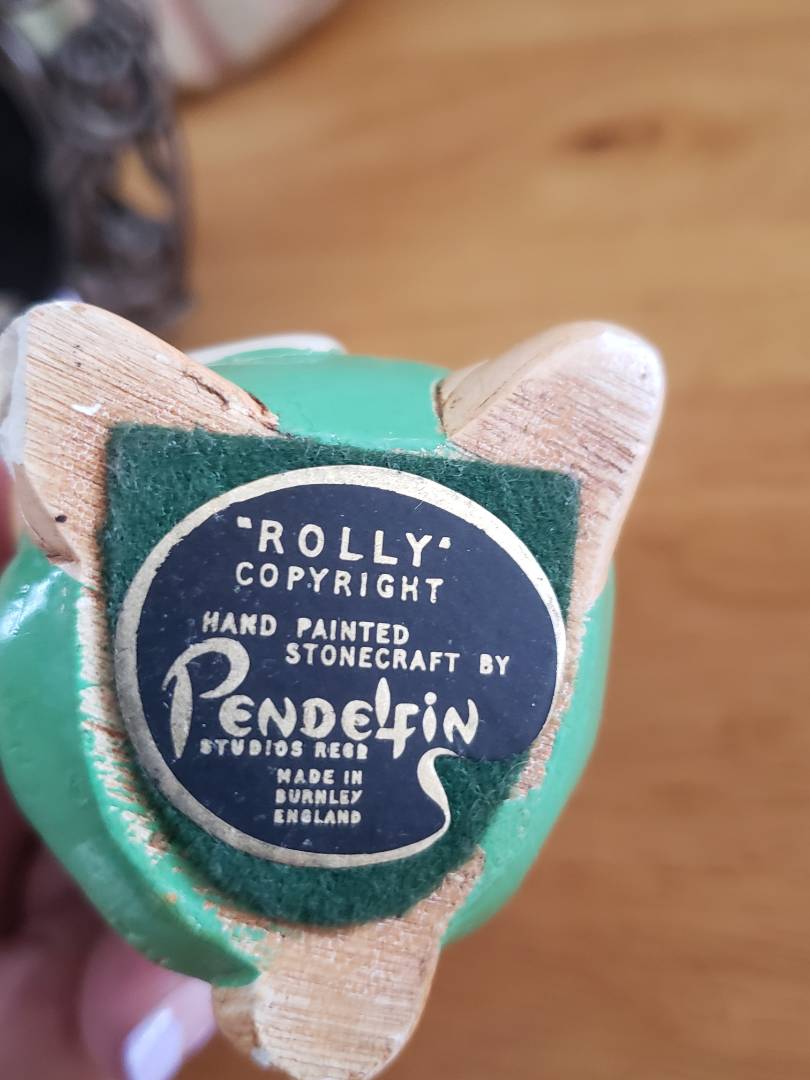 "ROLLY"
COPYRIGHT
HAND PAINTED
STONECRAFT BY
PENDELFIN
STUDIOS REGD
MADE IN
BURNLEY
ENGLAND